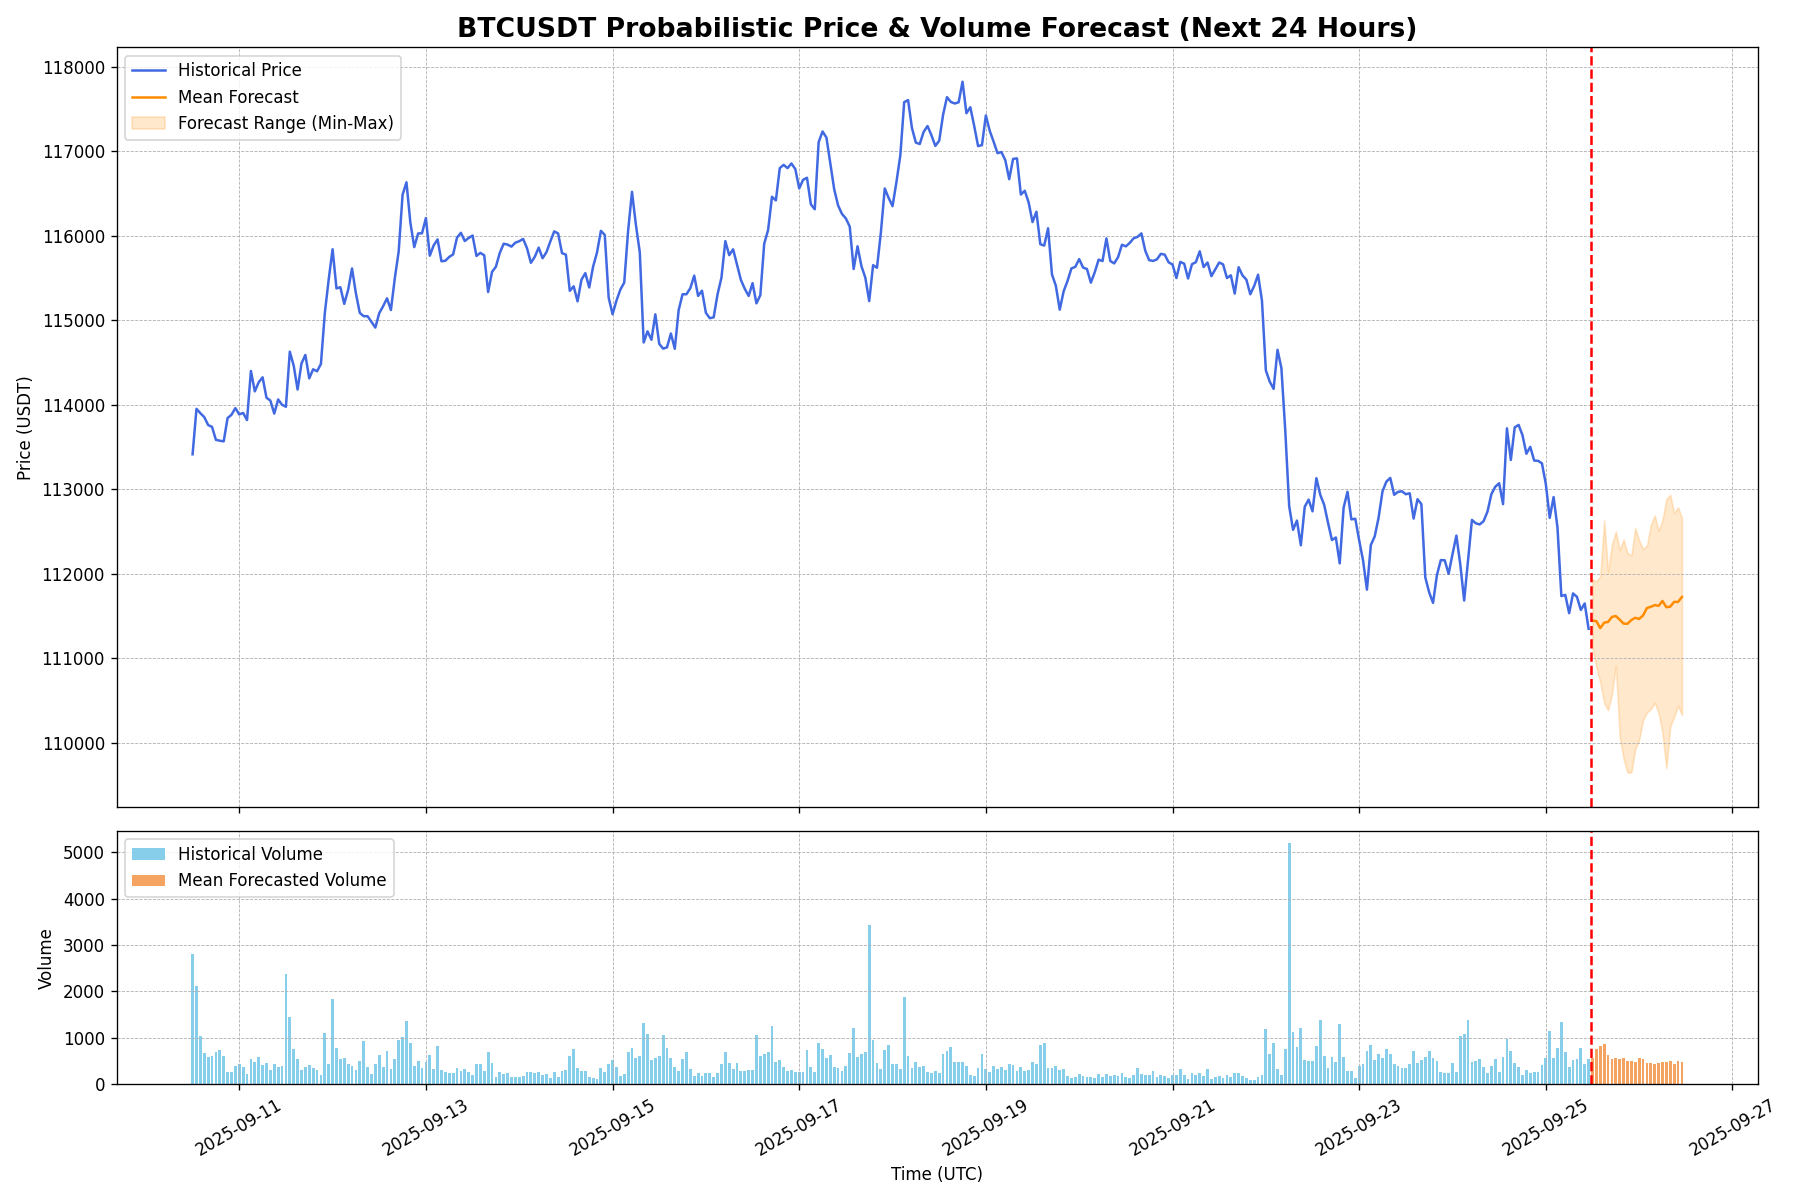 BTCUSDT Probabilistic Price & Volume Forecast (Next 24 Hours)
Historical Price
Mean Forecast
Forecast Range (Min-Max)
118000
117000
116000
115000
114000
113000
112000
111000
110000
Price (USDT)
Historical Volume
Mean Forecasted Volume
5000
4000
3000
2000
1000
0
Volume
2025-09-11
2025-09-13
2025-09-15
2025-09-17
2025-09-19
2025-09-21
2025-09-23
2025-09-25
2025-09-27
Time (UTC)